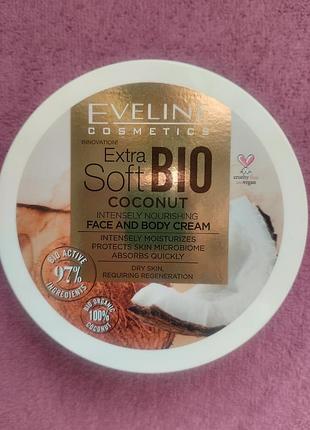 EVELINE
COSMETICS
INNOVATION!
Extra
Soft BIO
COCONUT
INTENSELY NOURISHING
FACE AND BODY CREAM
INTENSELY MOISTURIZES
PROTECTS SKIN MICROBIOME
ABSORBS QUICKLY
DRY SKIN,
REQUIRING REGENERATION
cruelty free
vegan
BIO ACTIVE
97%
INGREDIENTS
BIO ORGANIC
100%
COCONUT